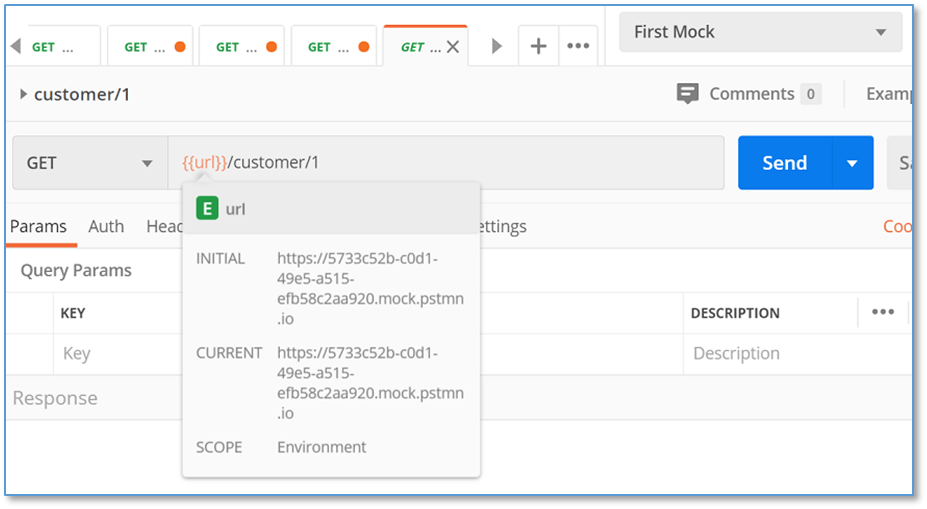 GET ... GET ... GET ... GET ... GET ... First Mock
customer/1 Comments 0 Examp
GET {{url}}/customer/1 Send Sa
E url
Params Auth Head ettings Coo
INITIAL https://5733c52b-c0d1-
49e5-a515-
efb58c2aa920.mock.pstmn
.io
Query Params
KEY DESCRIPTION
Key Description
CURRENT https://5733c52b-c0d1-
49e5-a515-
efb58c2aa920.mock.pstmn
.io
Response
SCOPE Environment